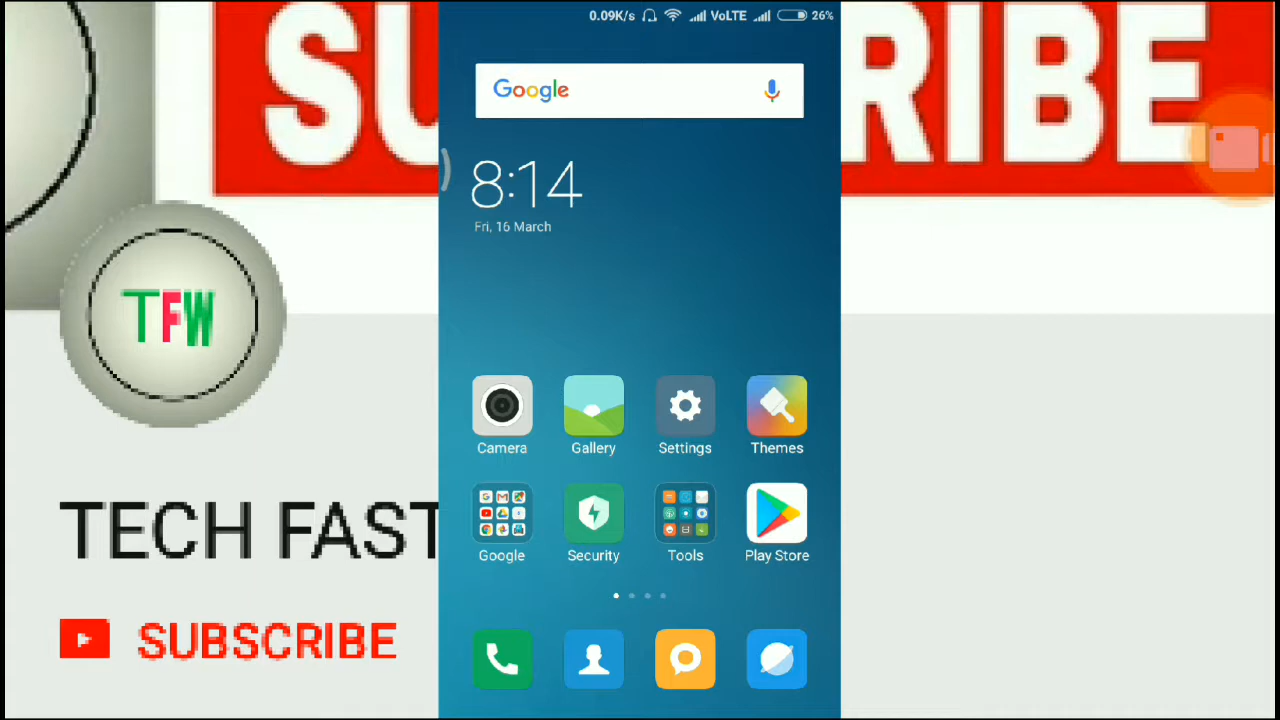 SU
RIBE
0.09K/s VoLTE 26%
Google
8:14
Fri, 16 March
TFW
Camera Gallery Settings Themes
Google Security Tools Play Store
TECH FAST
SUBSCRIBE